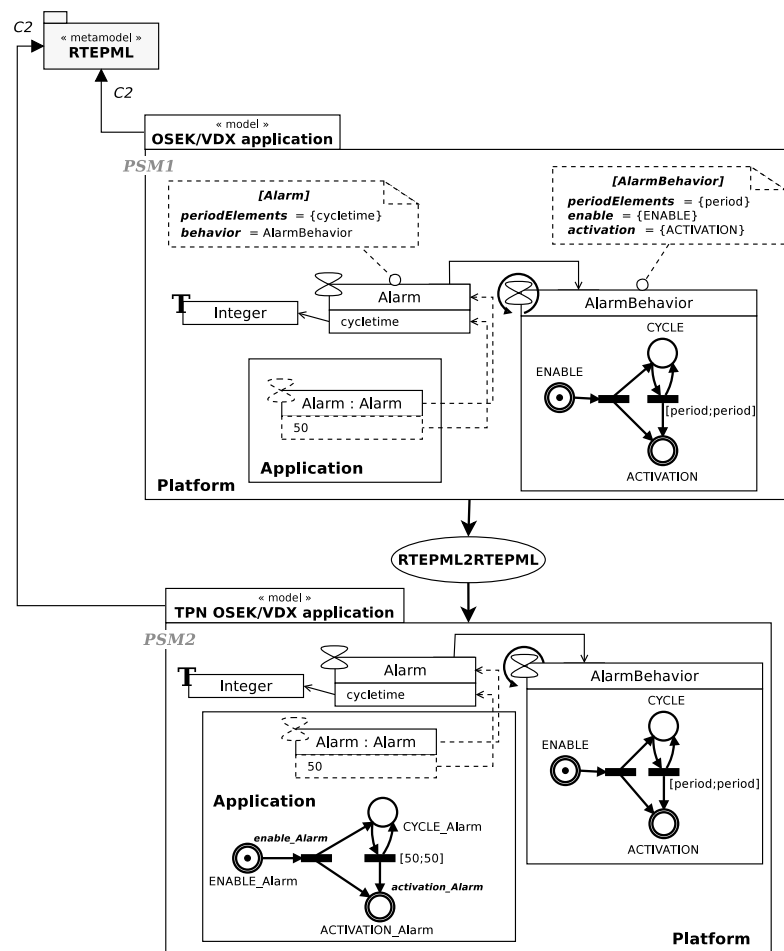 C2
« metamodel »
RTEPML
C2
« model »
OSEK/VDX application
PSM1
[Alarm]
periodElements = {cycletime}
behavior = AlarmBehavior
[AlarmBehavior]
periodElements = {period}
enable = {ENABLE}
activation = {ACTIVATION}
T
Integer
Alarm
cycletime
AlarmBehavior
CYCLE
ENABLE
[period;period]
ACTIVATION
Alarm : Alarm
50
Application
Platform
RTEPML2RTEPML
« model »
TPN OSEK/VDX application
PSM2
T
Integer
Alarm
cycletime
AlarmBehavior
CYCLE
ENABLE
[period;period]
ACTIVATION
Alarm : Alarm
50
Application
CYCLE_Alarm
enable_Alarm
[50;50]
ENABLE_Alarm
activation_Alarm
ACTIVATION_Alarm
Platform